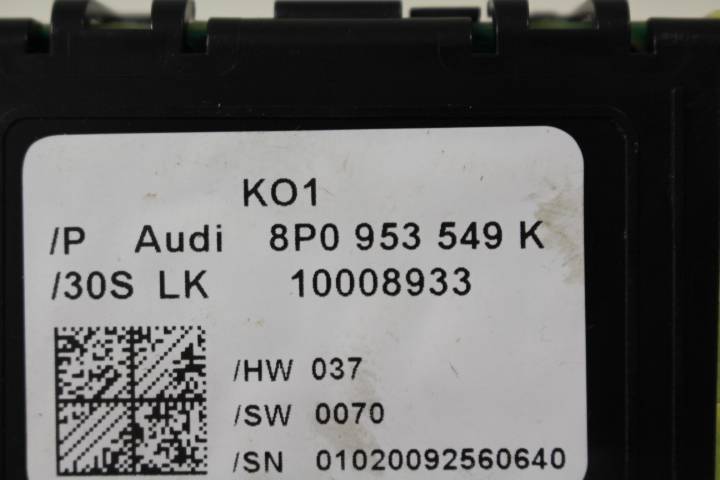 KO1
/P Audi 8P0 953 549 K
/30S LK 10008933
/HW 037
/SW 0070
/SN 01020092560640